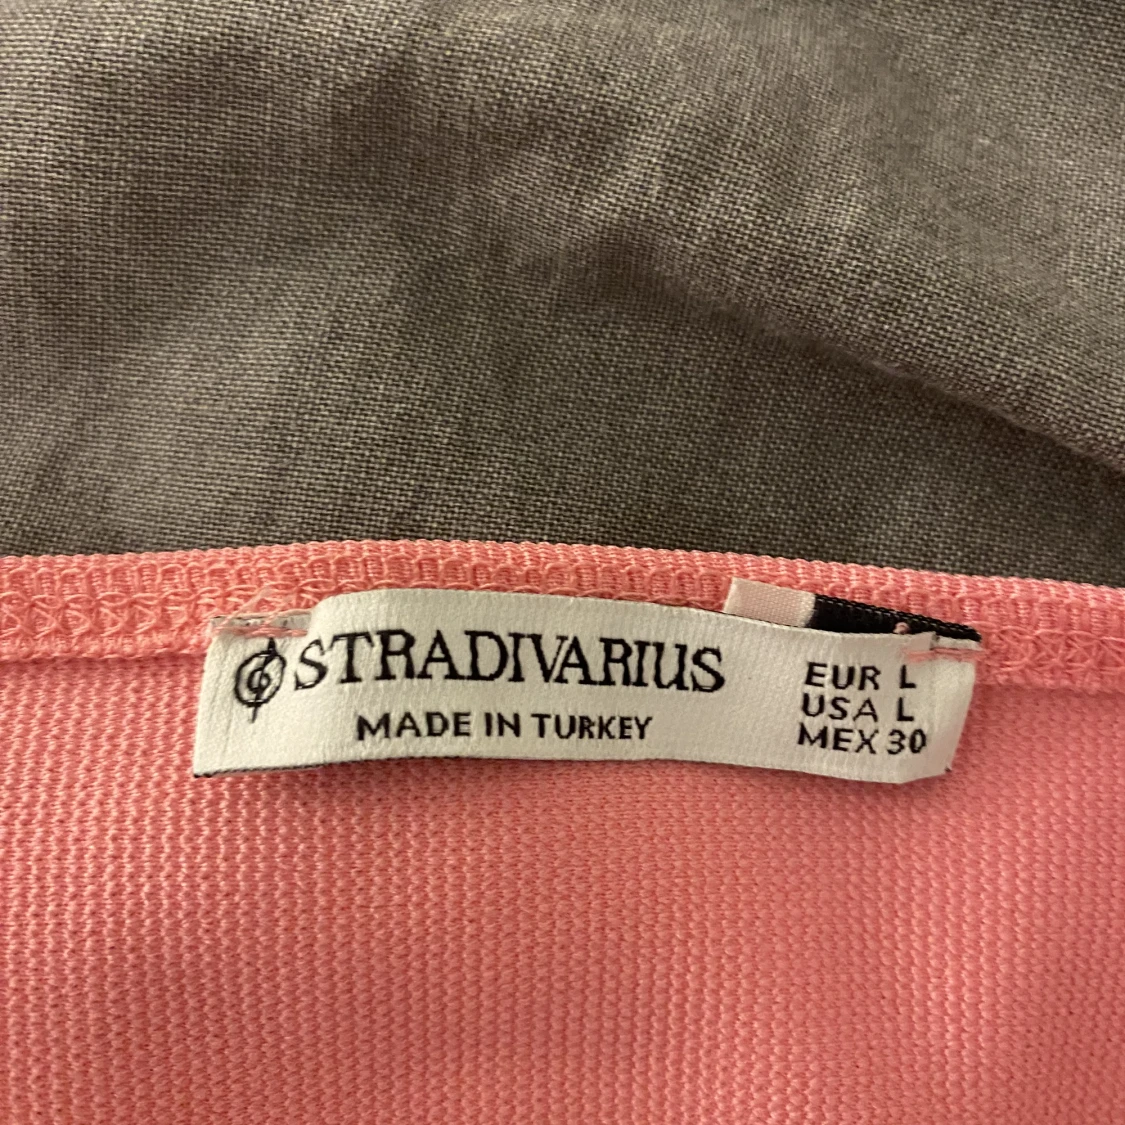 STRADIVARIUS
MADE IN TURKEY
EUR L
USA L
MEX 30